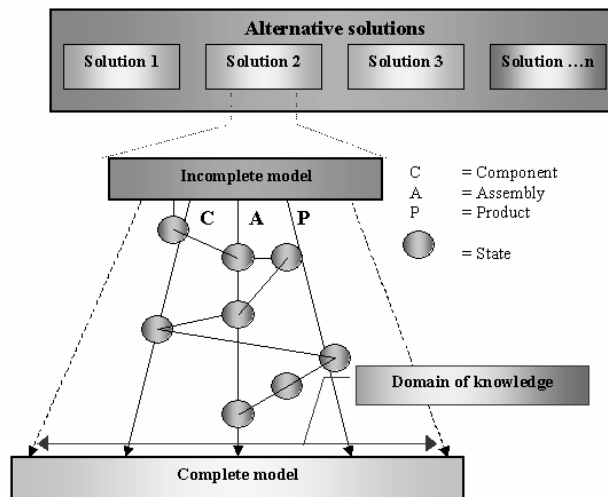 Alternative solutions
Solution 1 Solution 2 Solution 3 Solution ...n
Incomplete model
C = Component
A = Assembly
P = Product
C A P
= State
Domain of knowledge
Complete model